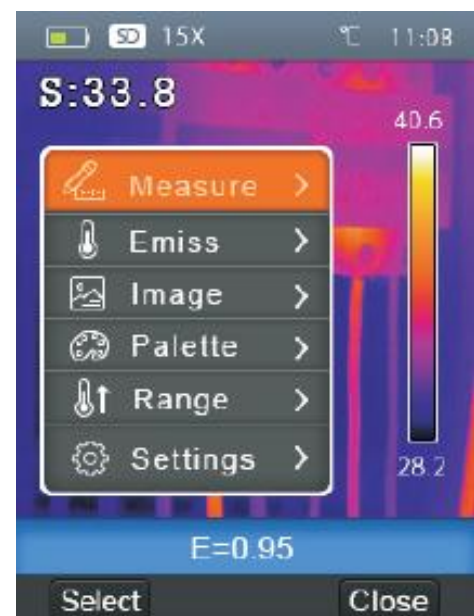 SD 15X ℃ 11:08
S:33.8
40.6
Measure
Emiss
Image
Palette
Range
Settings
28.2
E=0.95
Select Close